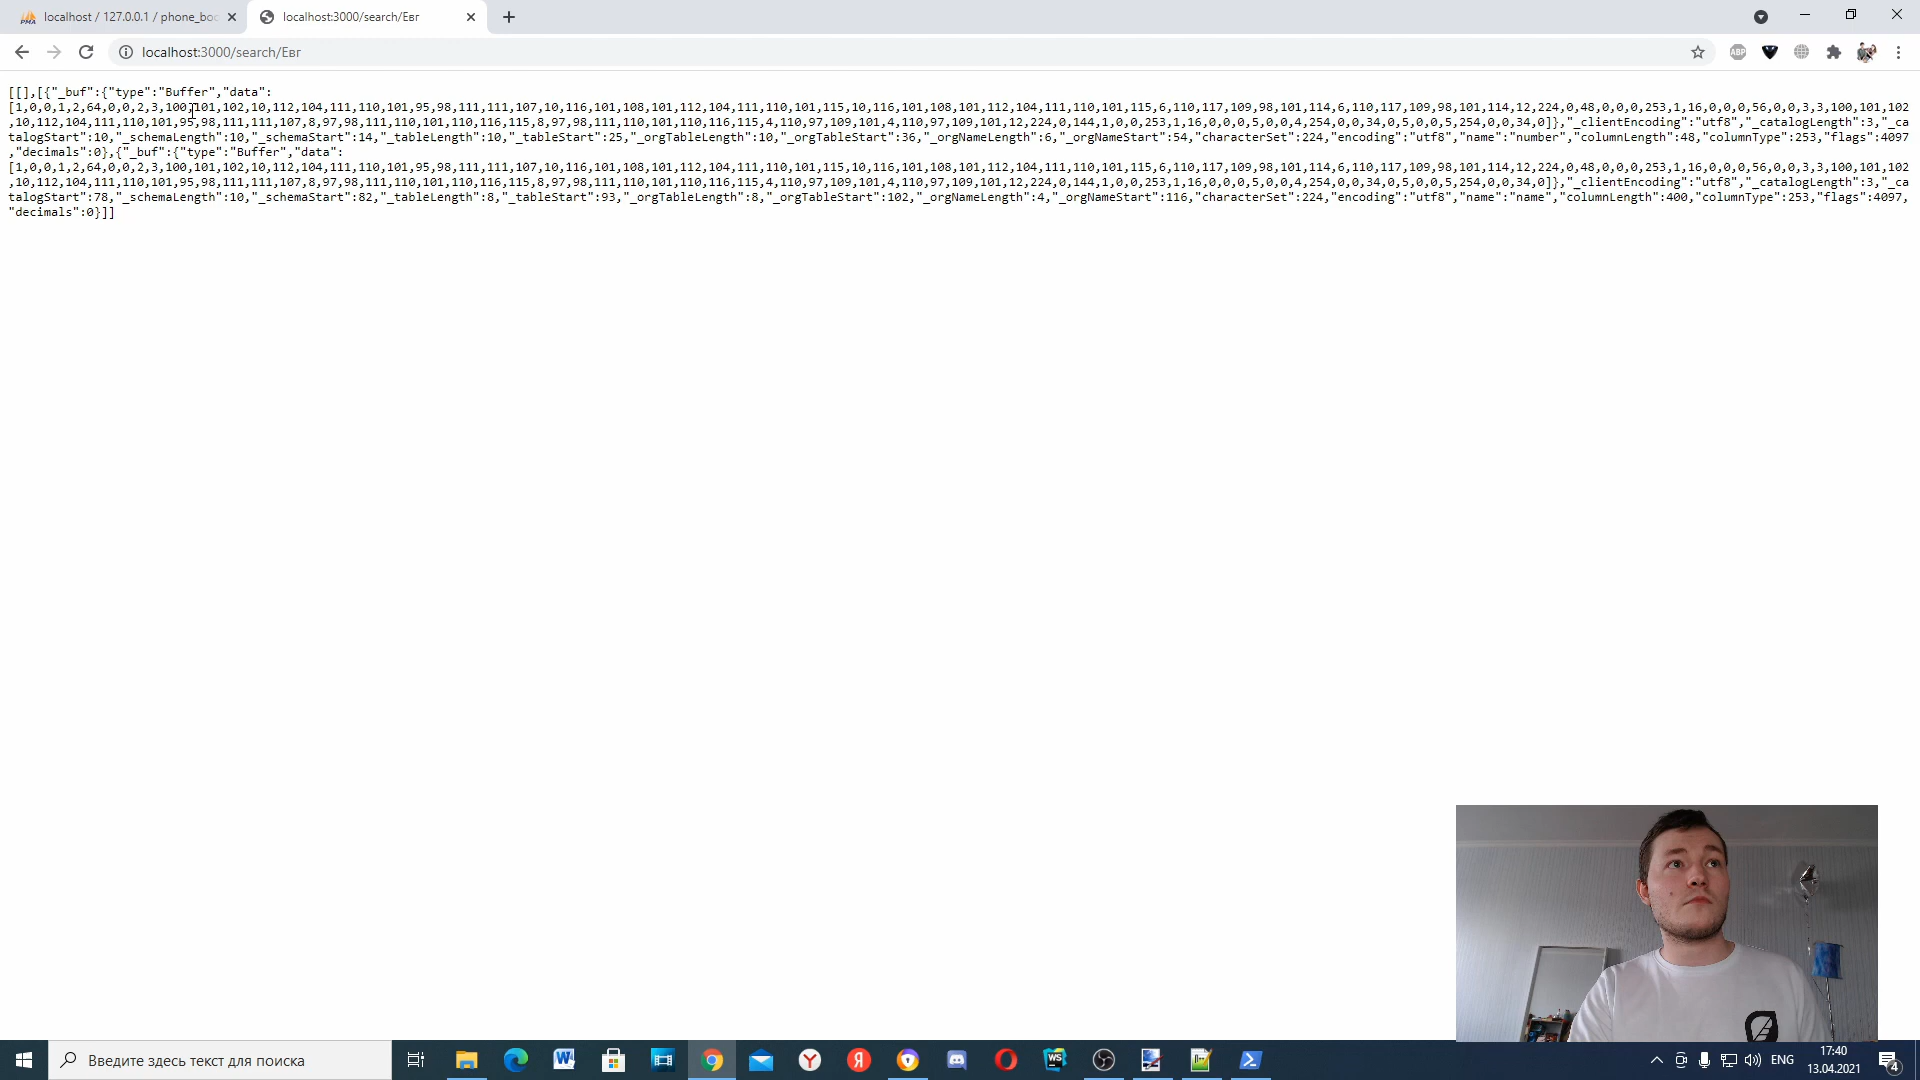 localhost / 127.0.0.1 / phone_boo
localhost:3000/search/Евг
localhost:3000/search/Евг
ABP
[[],[{"_buf":{"type":"Buffer","data":
[1,0,0,1,2,64,0,0,2,3,100,101,102,10,112,104,111,110,101,95,98,111,111,107,10,116,101,108,101,112,104,111,110,101,115,10,116,101,108,101,112,104,111,110,101,115,6,110,117,109,98,101,114,6,110,117,109,98,101,114,12,224,0,48,0,0,0,253,1,16,0,0,0,56,0,0,3,3,100,101,102
,10,112,104,111,110,101,95,98,111,111,107,8,97,98,111,110,101,110,116,115,8,97,98,111,110,101,110,116,115,4,110,97,109,101,4,110,97,109,101,12,224,0,144,1,0,0,253,1,16,0,0,0,5,0,0,4,254,0,0,34,0,5,0,0,5,254,0,0,34,0]},"_clientEncoding":"utf8","_catalogLength":3,"_ca
talogStart":10,"_schemaLength":10,"_schemaStart":14,"_tableLength":10,"_tableStart":25,"_orgTableLength":10,"_orgTableStart":36,"_orgNameLength":6,"_orgNameStart":54,"characterSet":224,"encoding":"utf8","name":"number","columnLength":48,"columnType":253,"flags":4097
,"decimals":0},{"_buf":{"type":"Buffer","data":
[1,0,0,1,2,64,0,0,2,3,100,101,102,10,112,104,111,110,101,95,98,111,111,107,10,116,101,108,101,112,104,111,110,101,115,10,116,101,108,101,112,104,111,110,101,115,6,110,117,109,98,101,114,6,110,117,109,98,101,114,12,224,0,48,0,0,0,253,1,16,0,0,0,56,0,0,3,3,100,101,102
,10,112,104,111,110,101,95,98,111,111,107,8,97,98,111,110,101,110,116,115,8,97,98,111,110,101,110,116,115,4,110,97,109,101,4,110,97,109,101,12,224,0,144,1,0,0,253,1,16,0,0,0,5,0,0,4,254,0,0,34,0,5,0,0,5,254,0,0,34,0]},"_clientEncoding":"utf8","_catalogLength":3,"_ca
talogStart":78,"_schemaLength":10,"_schemaStart":82,"_tableLength":8,"_tableStart":93,"_orgTableLength":8,"_orgTableStart":102,"_orgNameLength":4,"_orgNameStart":116,"characterSet":224,"encoding":"utf8","name":"name","columnLength":400,"columnType":253,"flags":4097,
"decimals":0}]]
Введите здесь текст для поиска
ENG
17:40
13.04.2021
4